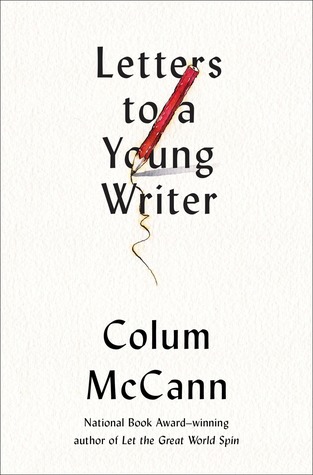 Letters
to a
Young
Writer
Colum
McCann
National Book Award–winning
author of Let the Great World Spin